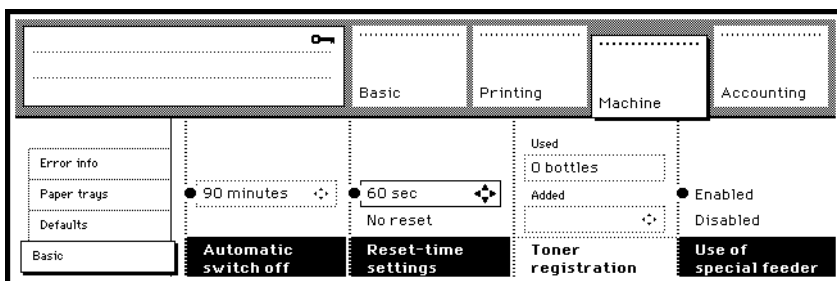 Basic
Printing
Machine
Accounting
Error info
Paper trays
Defaults
Basic
90 minutes
Automatic
switch off
60 sec
No reset
Reset-time
settings
Used
0 bottles
Added
Toner
registration
Enabled
Disabled
Use of
special feeder